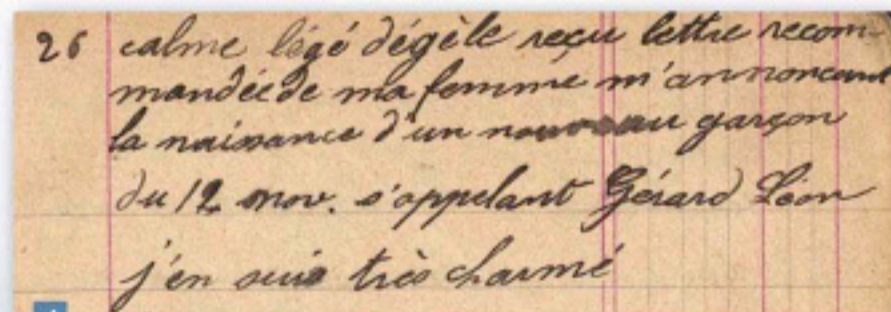 26 calme légé dégèle reçu lettre recom-
mandée de ma femme m'annoncant
la naissance d'un nouveau garçon
du 12 nov. s'appelant Gérard Léon
j'en suis très charmé